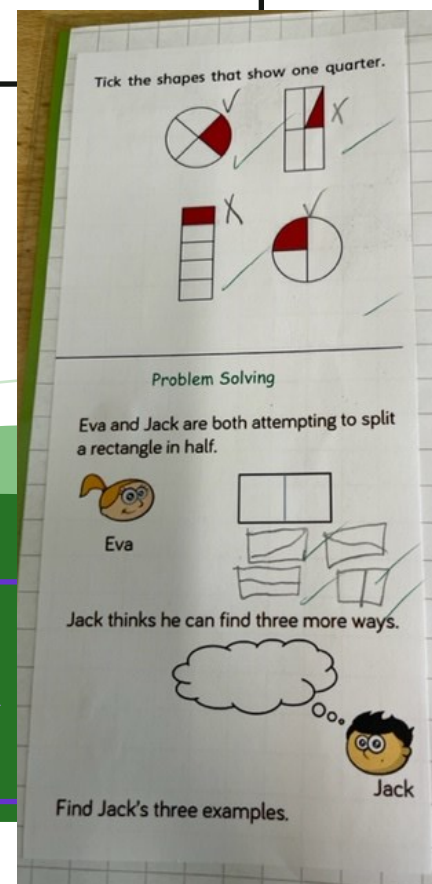 Tick the shapes that show one quarter.
Problem Solving
Eva and Jack are both attempting to split
a rectangle in half.
Eva
Jack thinks he can find three more ways.
Jack
Find Jack's three examples.